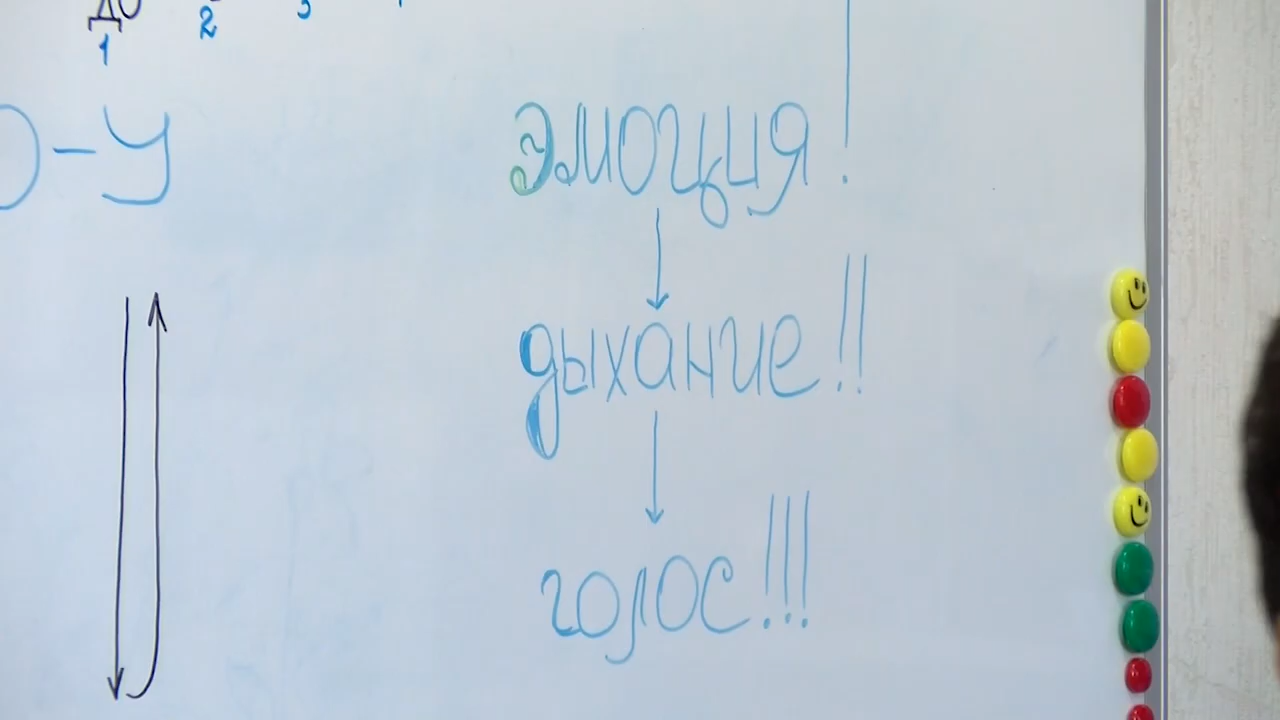 до
1 2 3
О-У
эмоция!
дыхание!!
голос!!!